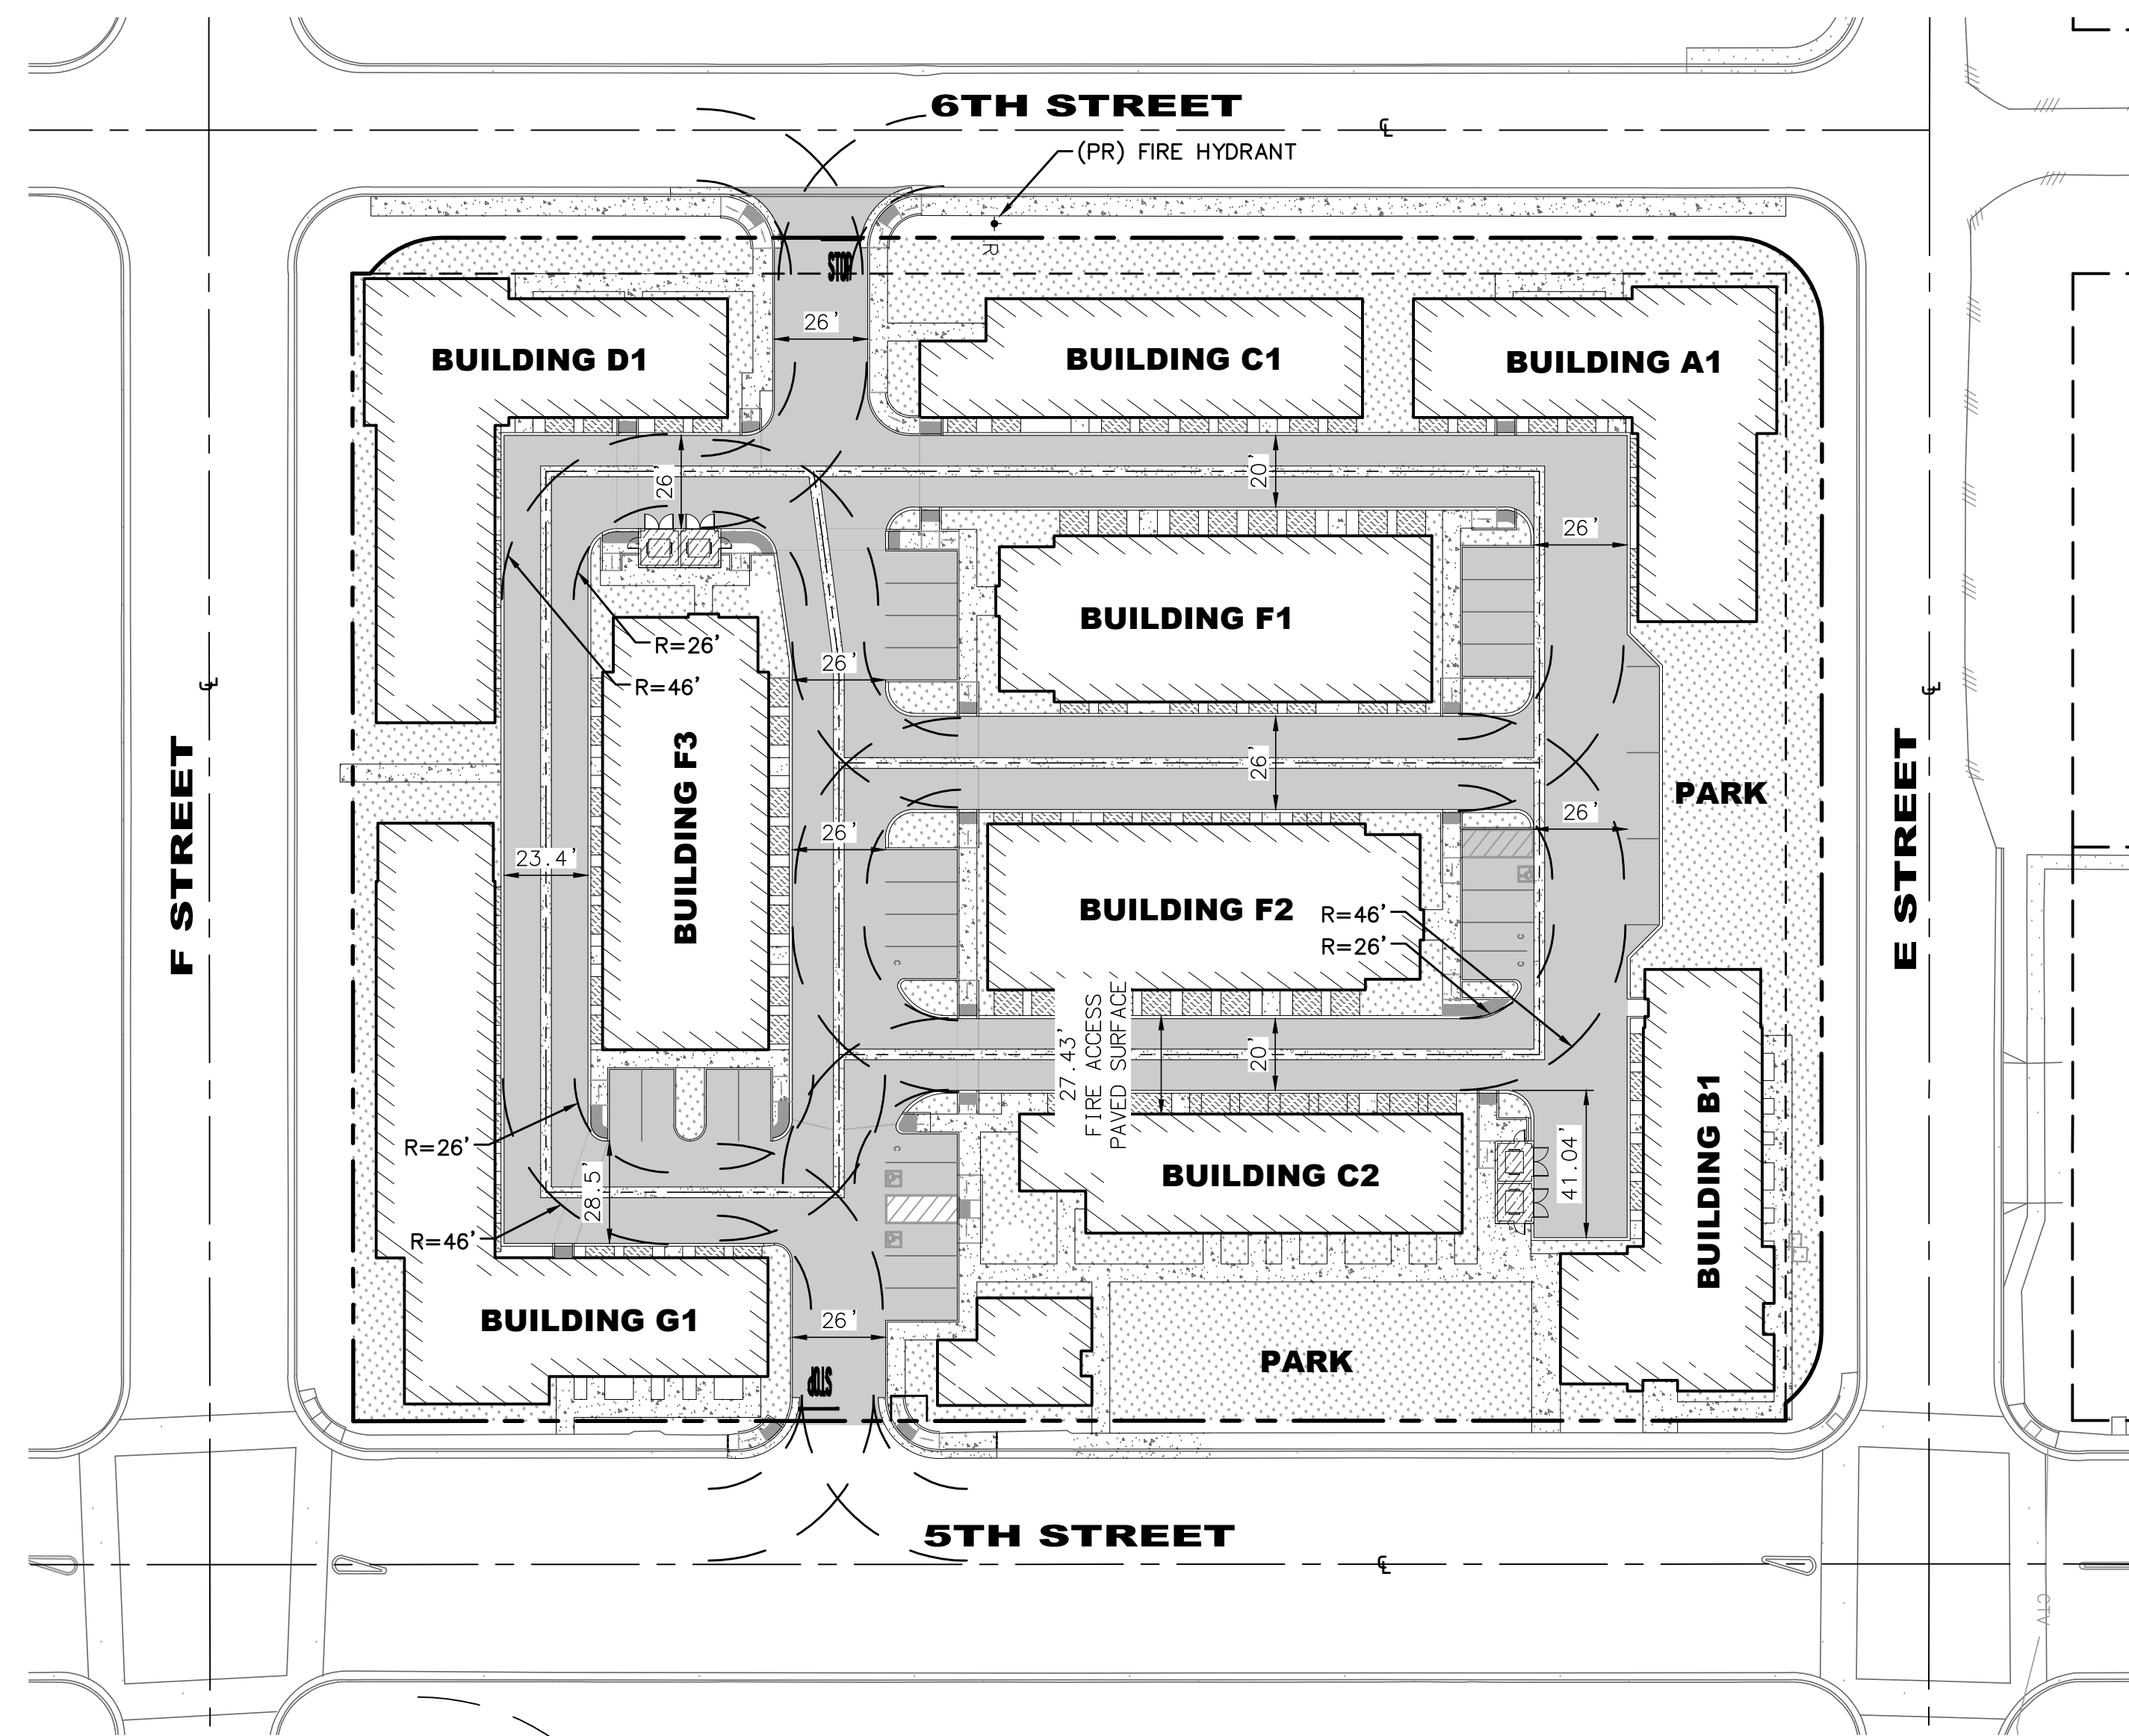 6TH STREET
℄
(PR) FIRE HYDRANT
R
STOP
26'
BUILDING D1
BUILDING C1
BUILDING A1
26'
20'
26'
BUILDING F1
R=26'
R=46'
26'
F STREET
℄
BUILDING F3
26'
PARK
E STREET
℄
26'
26'
23.4'
BUILDING F2
R=46'
R=26'
C
C
C
27.43'
FIRE ACCESS
PAVED SURFACE
20'
R=26'
C
28.5'
R=46'
BUILDING C2
41.04'
BUILDING B1
BUILDING G1
26'
STOP
PARK
5TH STREET
℄
CTV